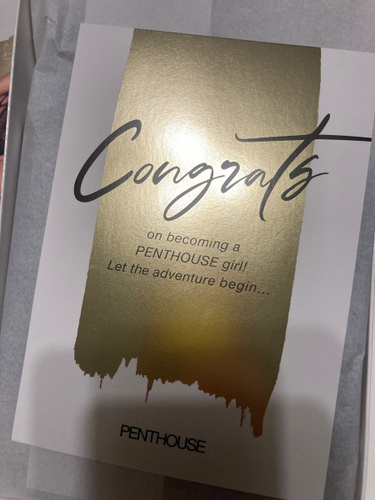 Congrats
on becoming a
PENTHOUSE girl!
Let the adventure begin...
PENTHOUSE